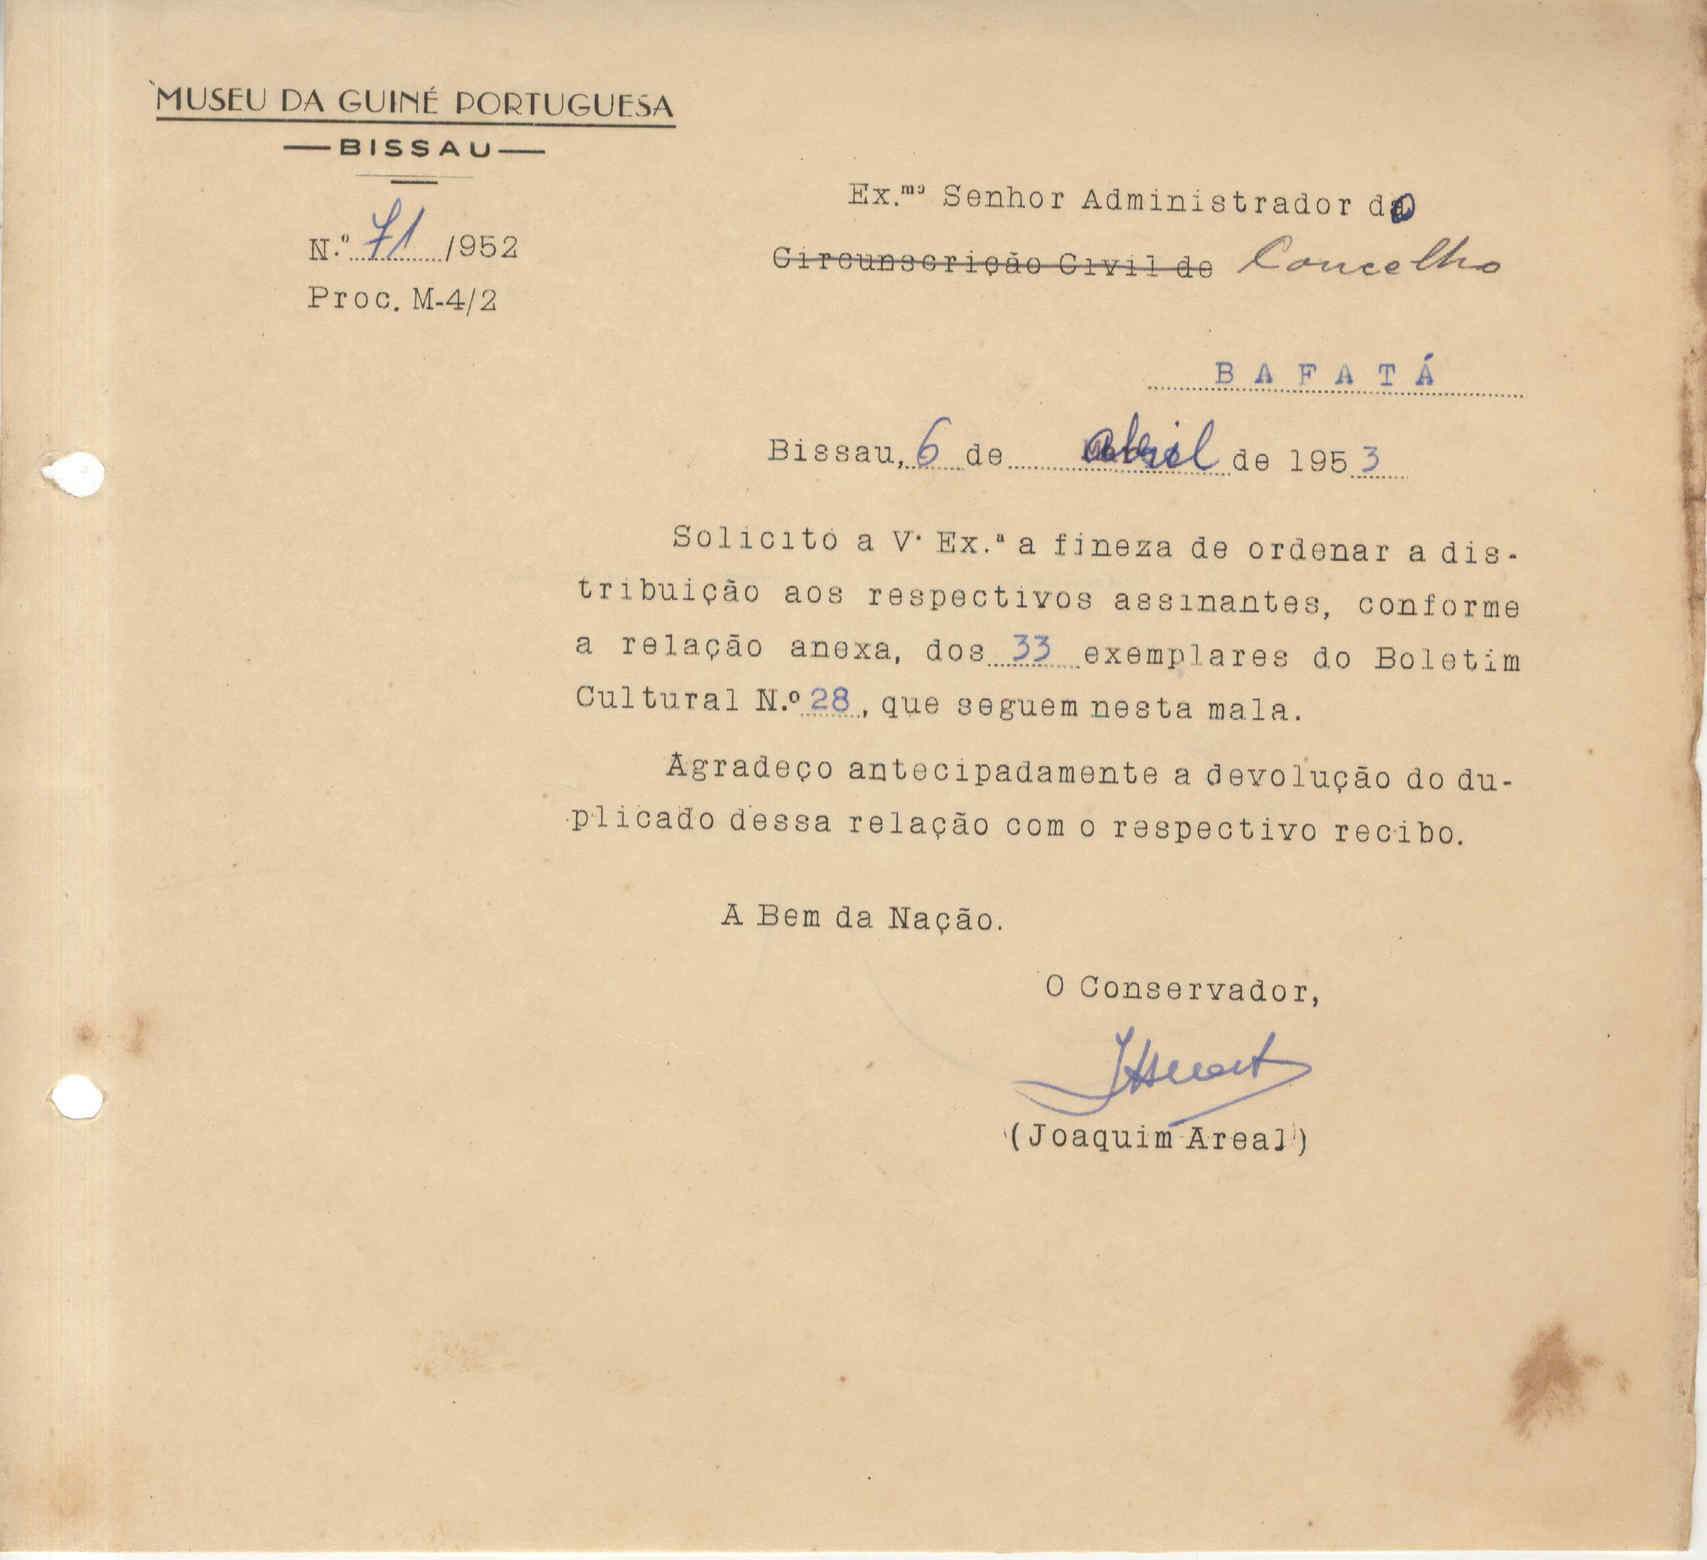 MUSEU DA GUINÉ PORTUGUESA
BISSAU
N.º 71 /952
Proc. M-4/2
Ex.mo Senhor Administrador do
Circunscrição Civil de Concelho
BAFATÁ
Bissau, 6 de abril de 1953
Solicito a V. Ex.ª a fineza de ordenar a dis-
tribuição aos respectivos assinantes, conforme
a relação anexa, dos 33 exemplares do Boletim
Cultural N.º 28, que seguem nesta mala.
Agradeço antecipadamente a devolução do du-
plicado dessa relação com o respectivo recibo.
A Bem da Nação.
O Conservador,
(Joaquim Areal)